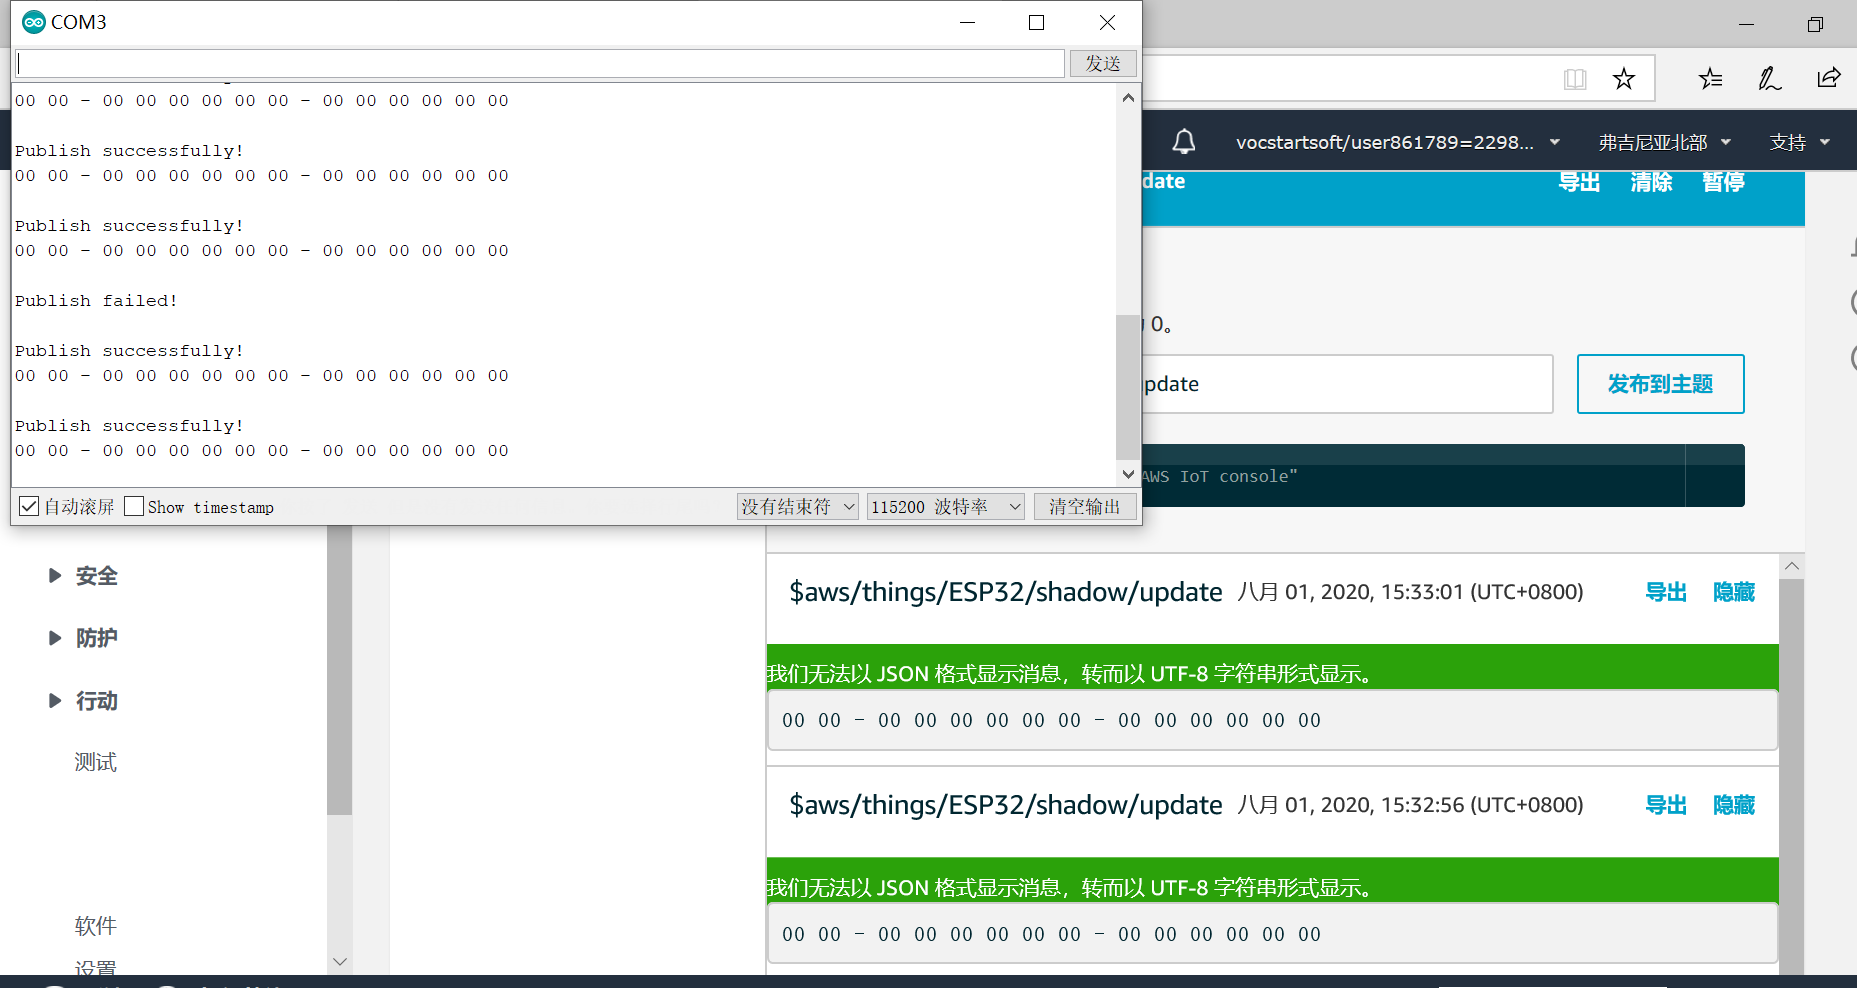 COM3
发送
00 00 - 00 00 00 00 00 00 - 00 00 00 00 00 00
Publish successfully!
00 00 - 00 00 00 00 00 00 - 00 00 00 00 00 00
Publish successfully!
00 00 - 00 00 00 00 00 00 - 00 00 00 00 00 00
Publish failed!
Publish successfully!
00 00 - 00 00 00 00 00 00 - 00 00 00 00 00 00
Publish successfully!
00 00 - 00 00 00 00 00 00 - 00 00 00 00 00 00
自动滚屏 Show timestamp 没有结束符 115200 波特率 清空输出
vocstartsoft/user861789=2298... 弗吉尼亚北部 支持
date 导出 清除 暂停
0。
pdate 发布到主题
AWS IoT console"
安全
防护
行动
测试
软件
设置
$aws/things/ESP32/shadow/update 八月 01, 2020, 15:33:01 (UTC+0800) 导出 隐藏
我们无法以 JSON 格式显示消息，转而以 UTF-8 字符串形式显示。
00 00 - 00 00 00 00 00 00 - 00 00 00 00 00 00
$aws/things/ESP32/shadow/update 八月 01, 2020, 15:32:56 (UTC+0800) 导出 隐藏
我们无法以 JSON 格式显示消息，转而以 UTF-8 字符串形式显示。
00 00 - 00 00 00 00 00 00 - 00 00 00 00 00 00